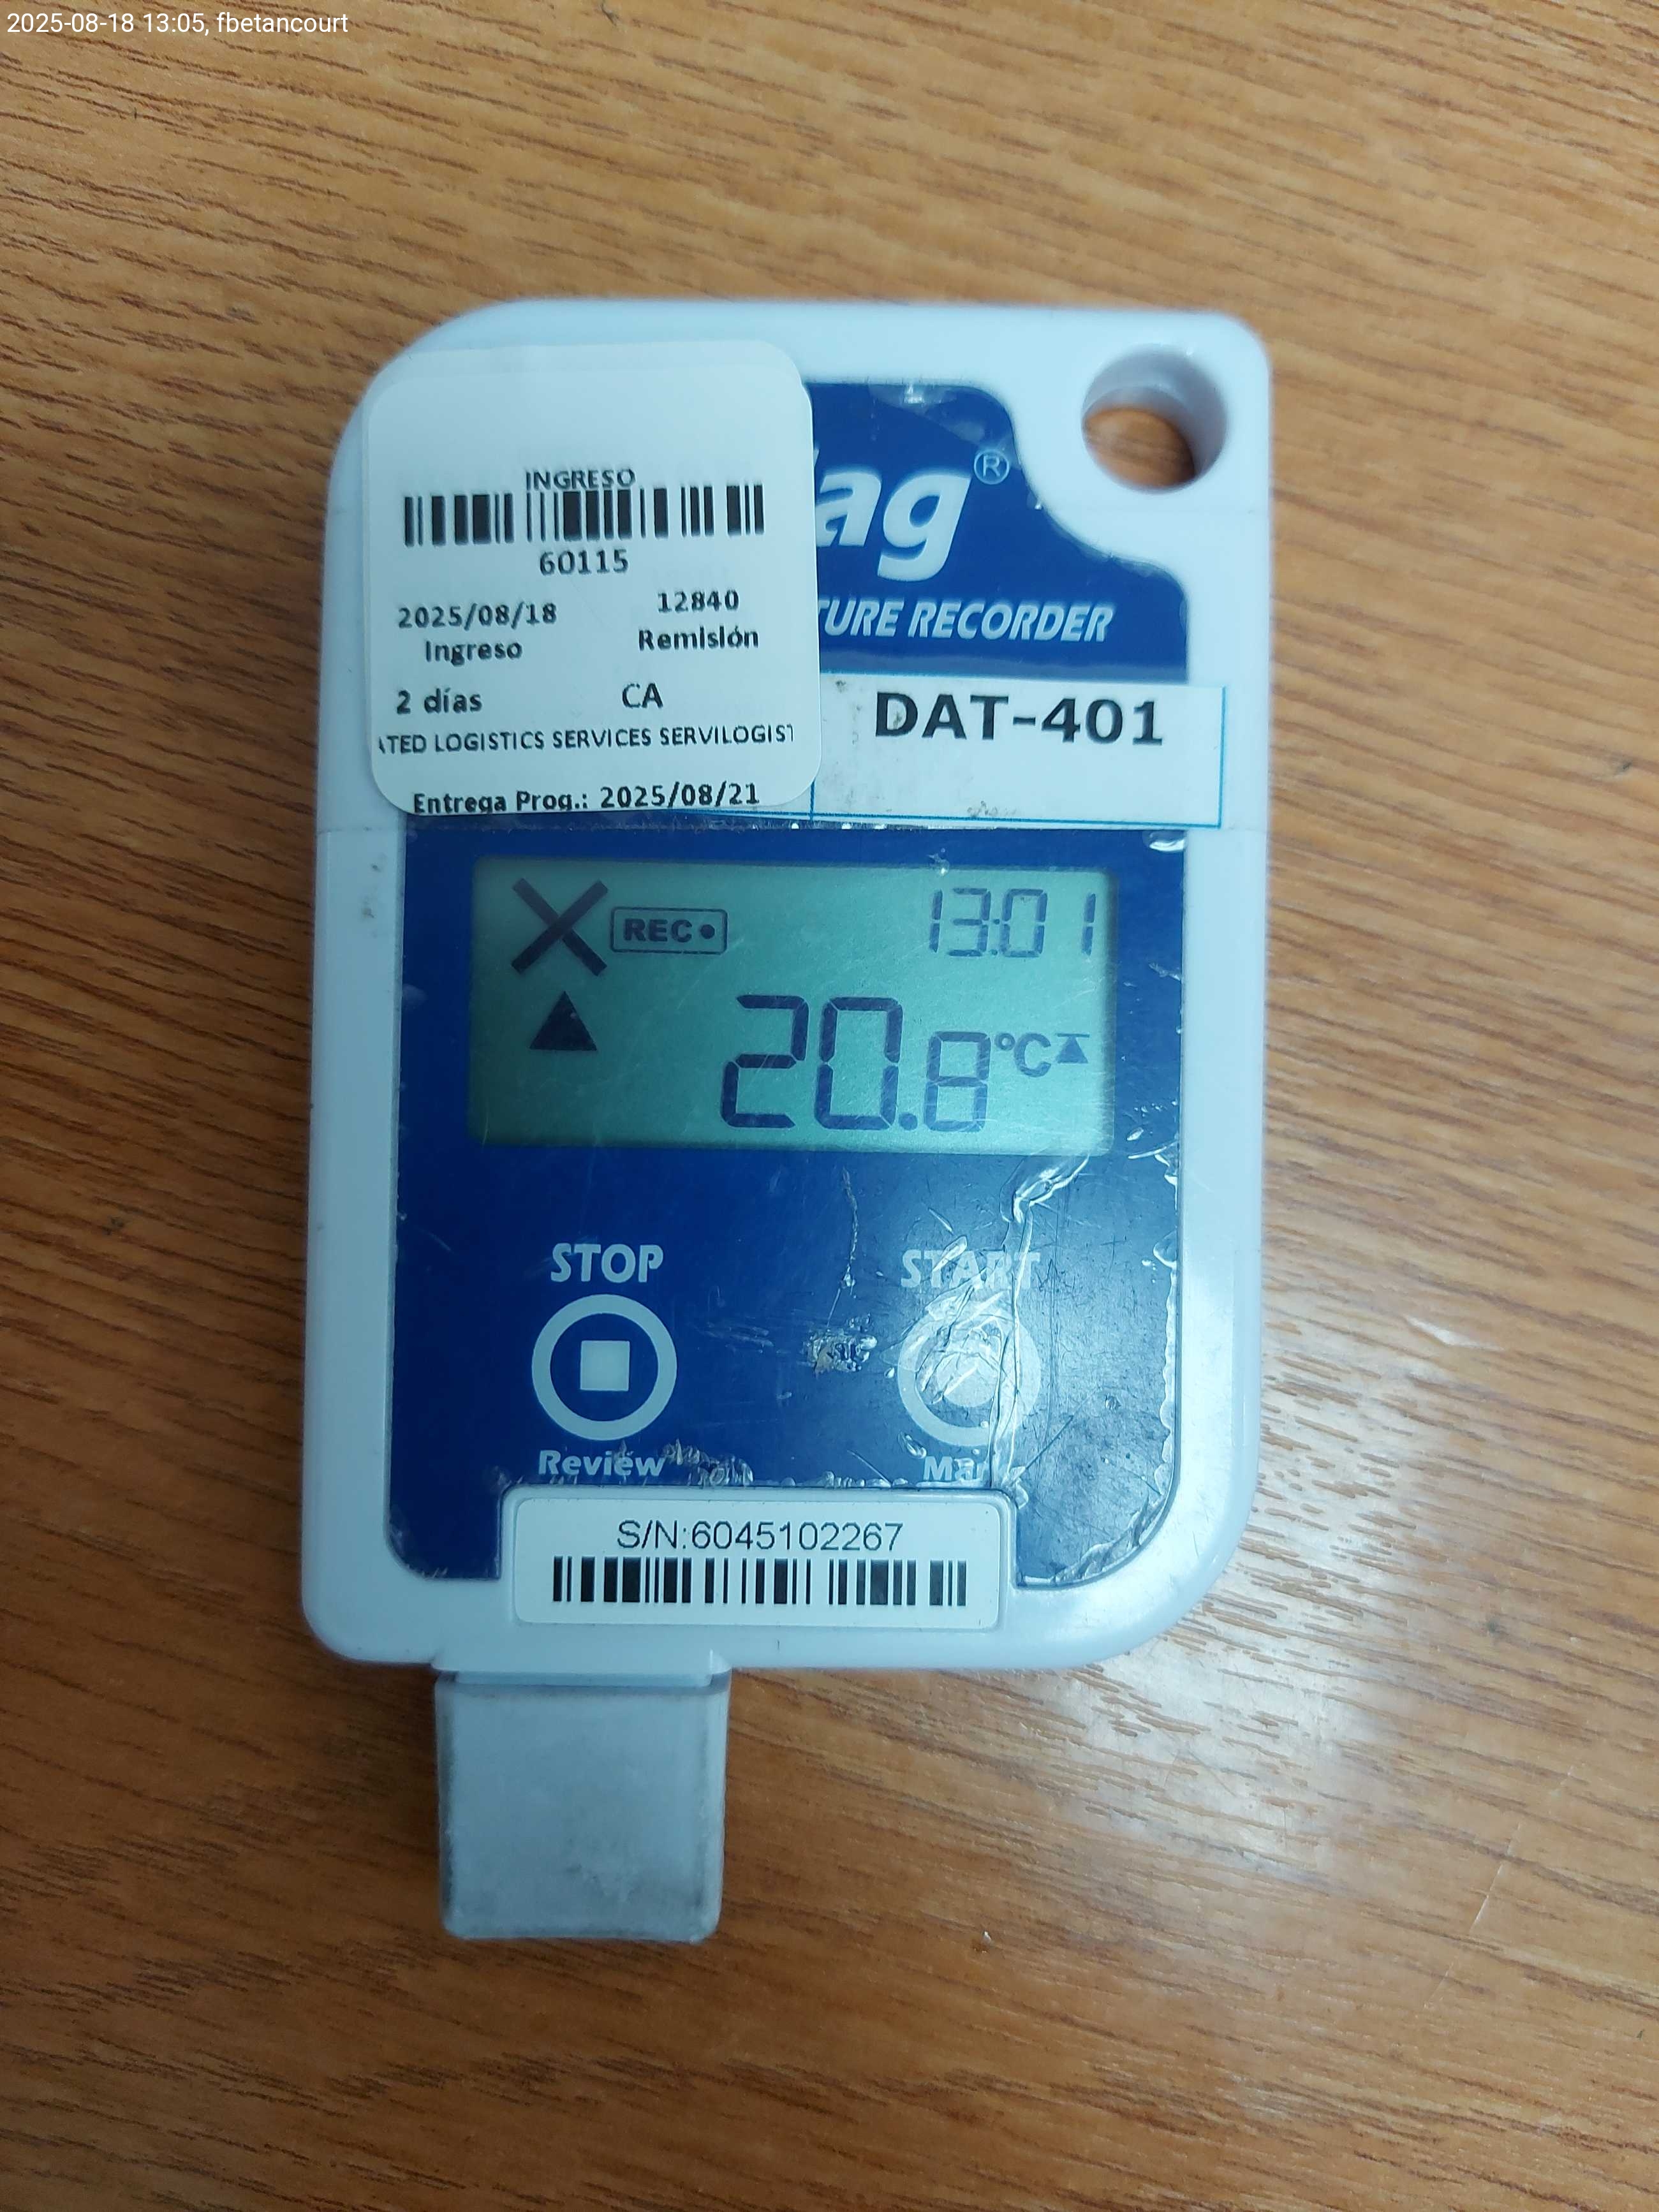 2025-08-18 13:05, fbetancourt
INGRESO
60115
2025/08/18 12840
Ingreso Remisión
2 días CA
ATED LOGISTICS SERVICES SERVILOGIST
Entrega Prog.: 2025/08/21
ag®
TURE RECORDER
DAT-401
REC 13:01
20.8°C
STOP START
Review Mar
S/N:6045102267